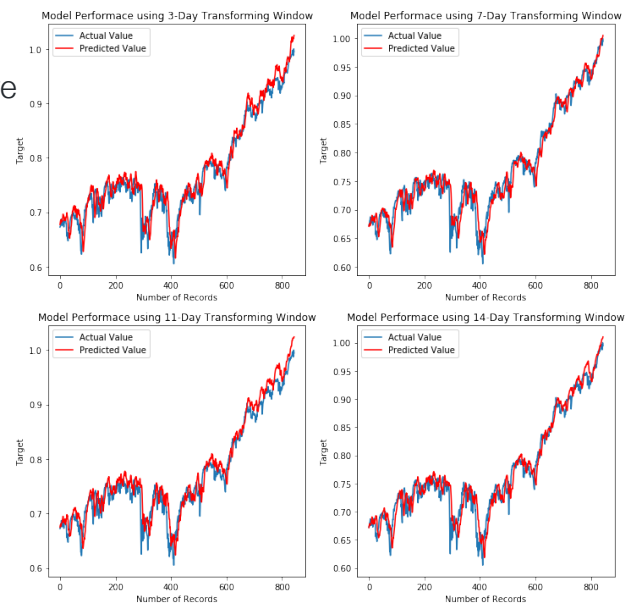 Model Performace using 3-Day Transforming Window
Actual Value
Predicted Value
1.0
0.9
0.8
0.7
0.6
Target
0 200 400 600 800
Number of Records
Model Performace using 7-Day Transforming Window
Actual Value
Predicted Value
1.00
0.95
0.90
0.85
0.80
0.75
0.70
0.65
0.60
Target
0 200 400 600 800
Number of Records
e
Model Performace using 11-Day Transforming Window
Actual Value
Predicted Value
1.0
0.9
0.8
0.7
0.6
Target
0 200 400 600 800
Number of Records
Model Performace using 14-Day Transforming Window
Actual Value
Predicted Value
1.00
0.95
0.90
0.85
0.80
0.75
0.70
0.65
0.60
Target
0 200 400 600 800
Number of Records